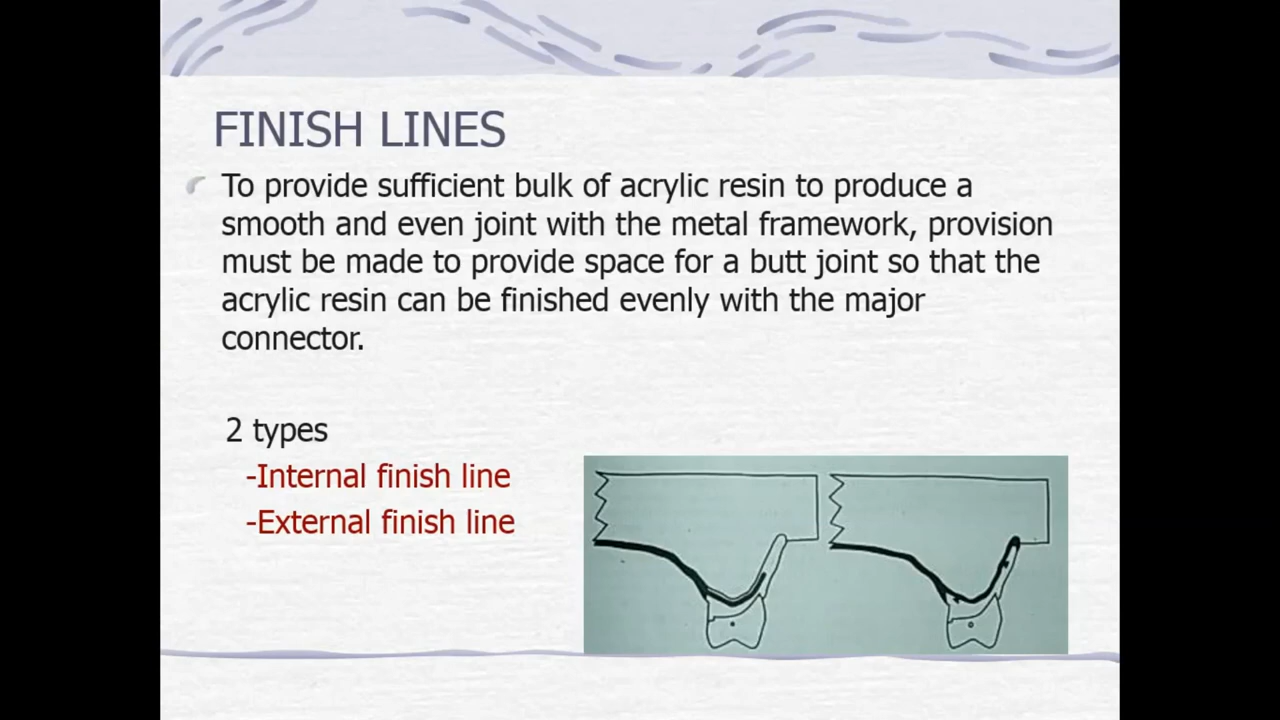 FINISH LINES
To provide sufficient bulk of acrylic resin to produce a
smooth and even joint with the metal framework, provision
must be made to provide space for a butt joint so that the
acrylic resin can be finished evenly with the major
connector.
2 types
-Internal finish line
-External finish line